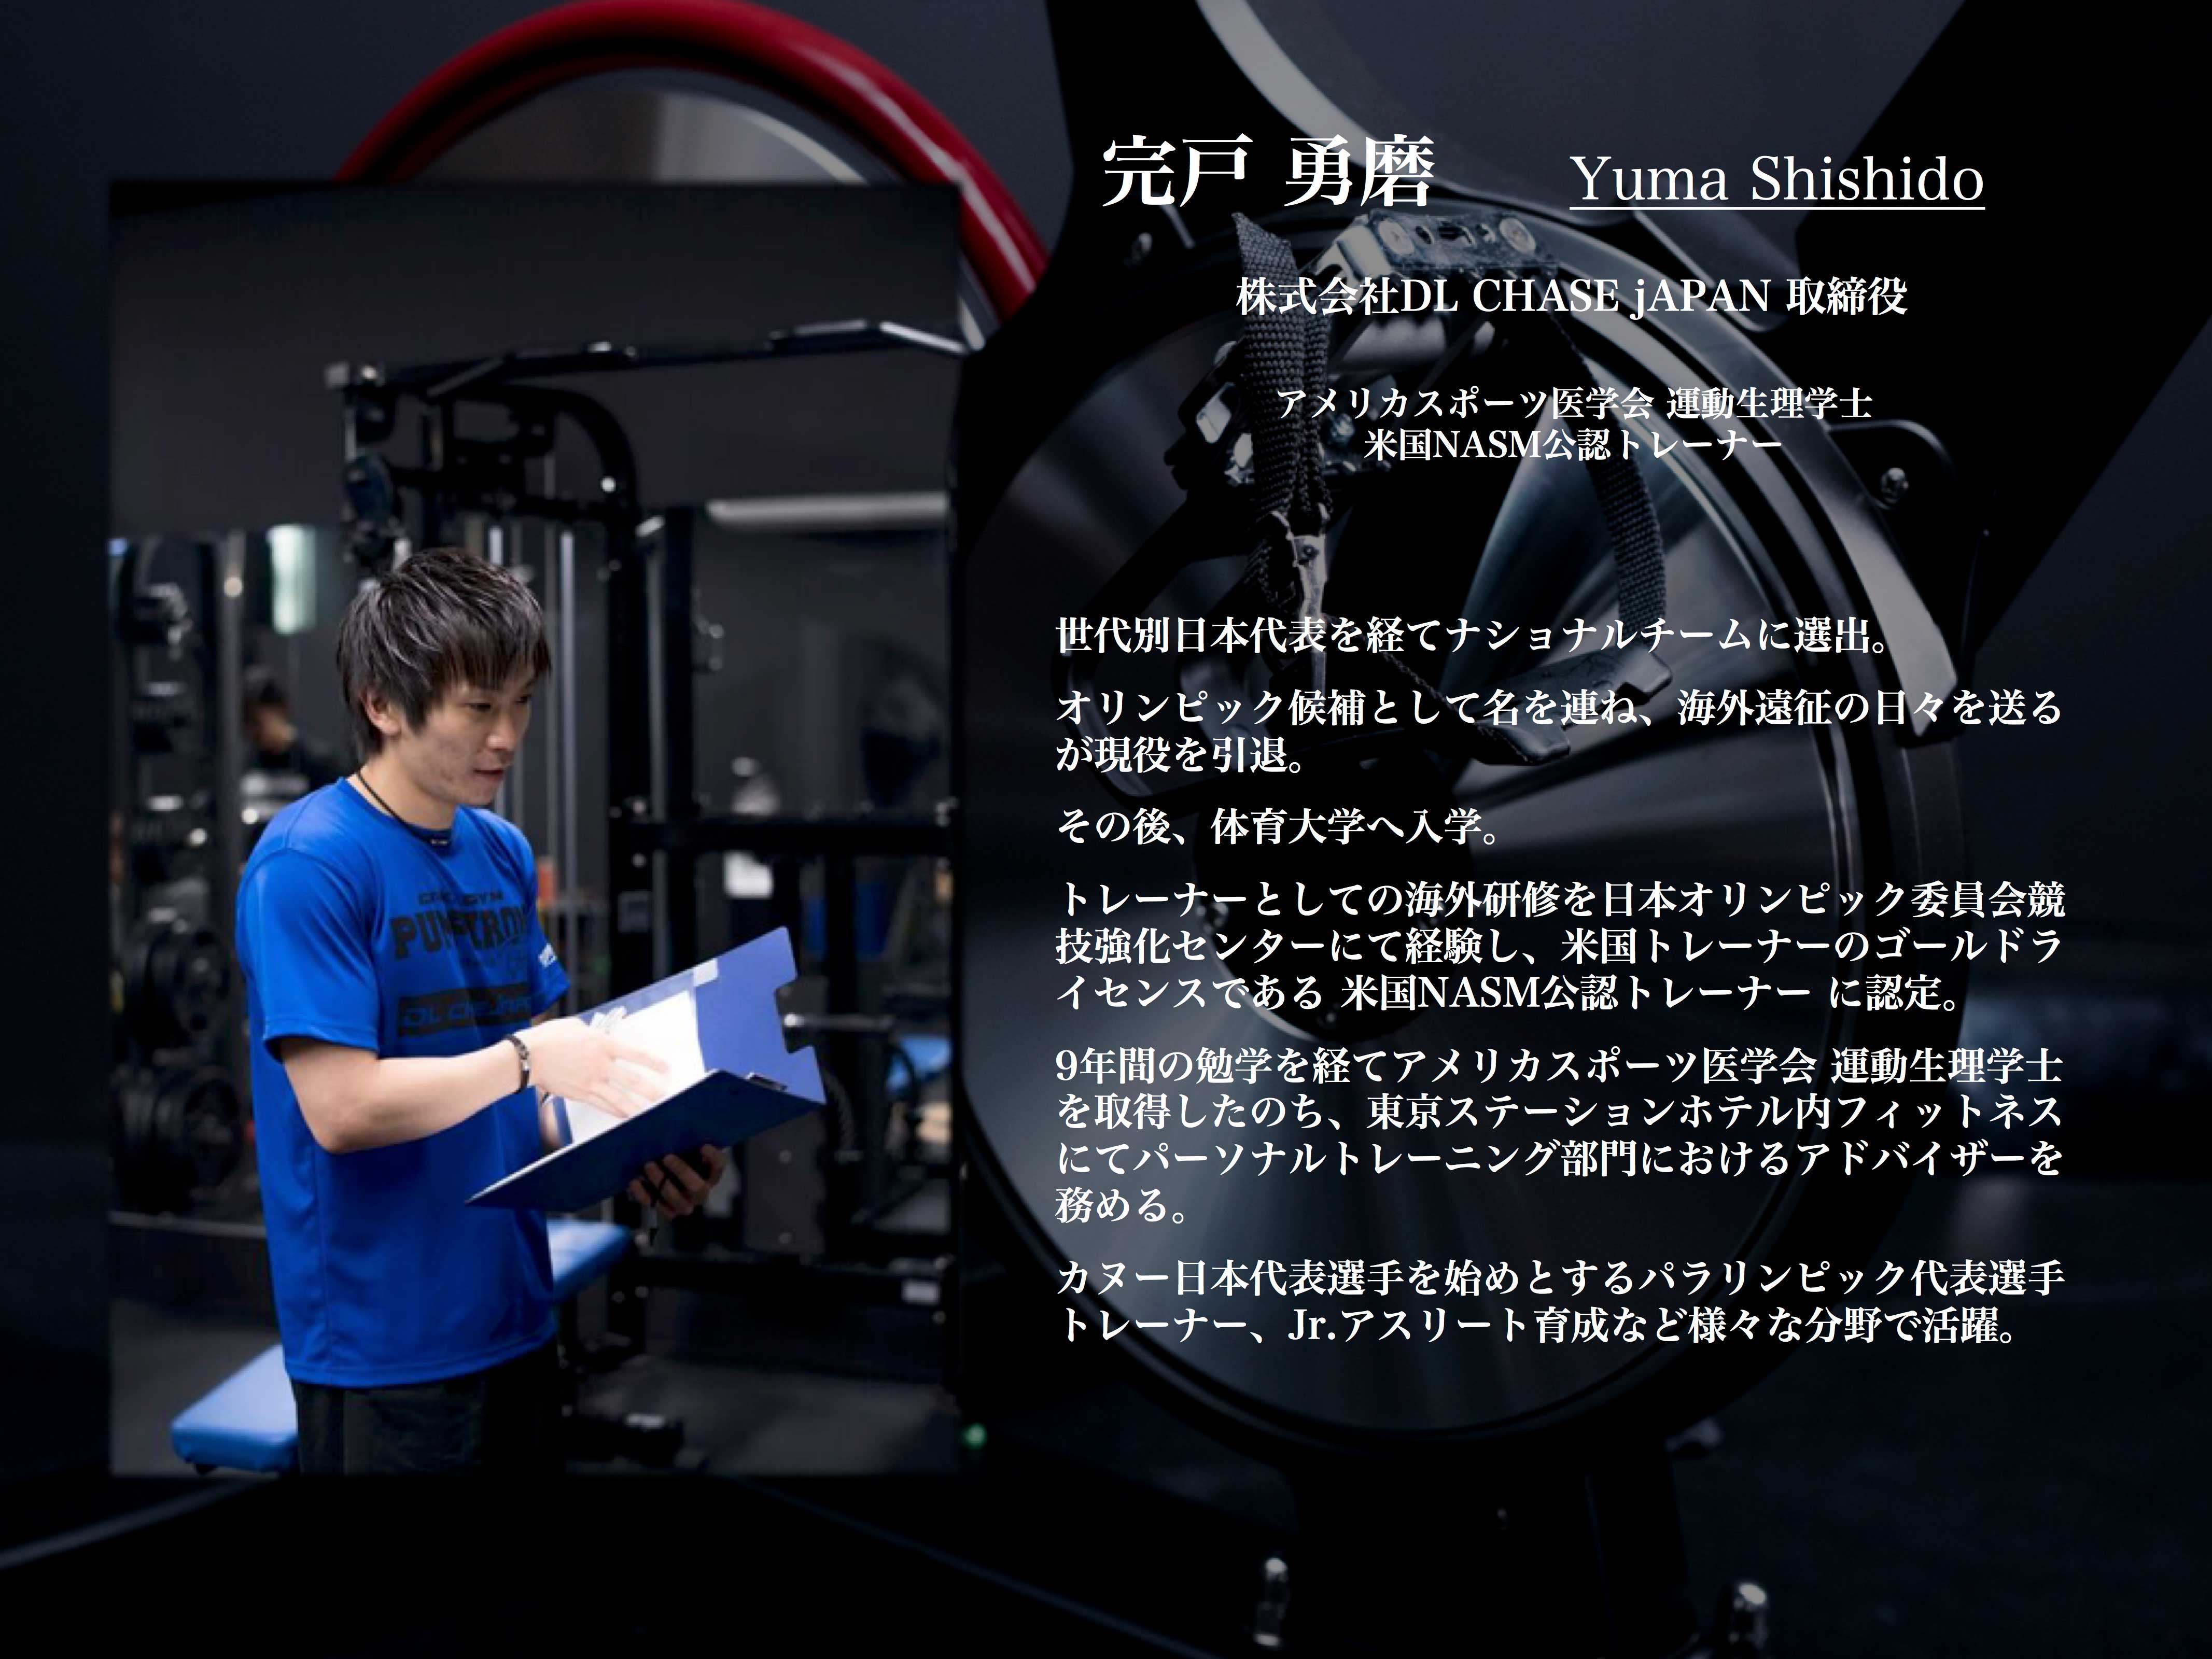 宍戸 勇磨 Yuma Shishido
株式会社DL CHASE jAPAN 取締役
アメリカスポーツ医学会 運動生理学士
米国NASM公認トレーナー
世代別日本代表を経てナショナルチームに選出。
オリンピック候補として名を連ね、海外遠征の日々を送る
が現役を引退。
その後、体育大学へ入学。
トレーナーとしての海外研修を日本オリンピック委員会競
技強化センターにて経験し、米国トレーナーのゴールドラ
イセンスである 米国NASM公認トレーナー に認定。
9年間の勉学を経てアメリカスポーツ医学会 運動生理学士
を取得したのち、東京ステーションホテル内フィットネス
にてパーソナルトレーニング部門におけるアドバイザーを
務める。
カヌー日本代表選手を始めとするパラリンピック代表選手
トレーナー、Jr.アスリート育成など様々な分野で活躍。